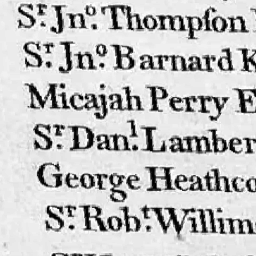 Sr. Jno. Thompſon
Sr. Jno. Barnard K
Micajah Perry E
Sr. Danl. Lamber
George Heathco
Sr. Robt. Willim